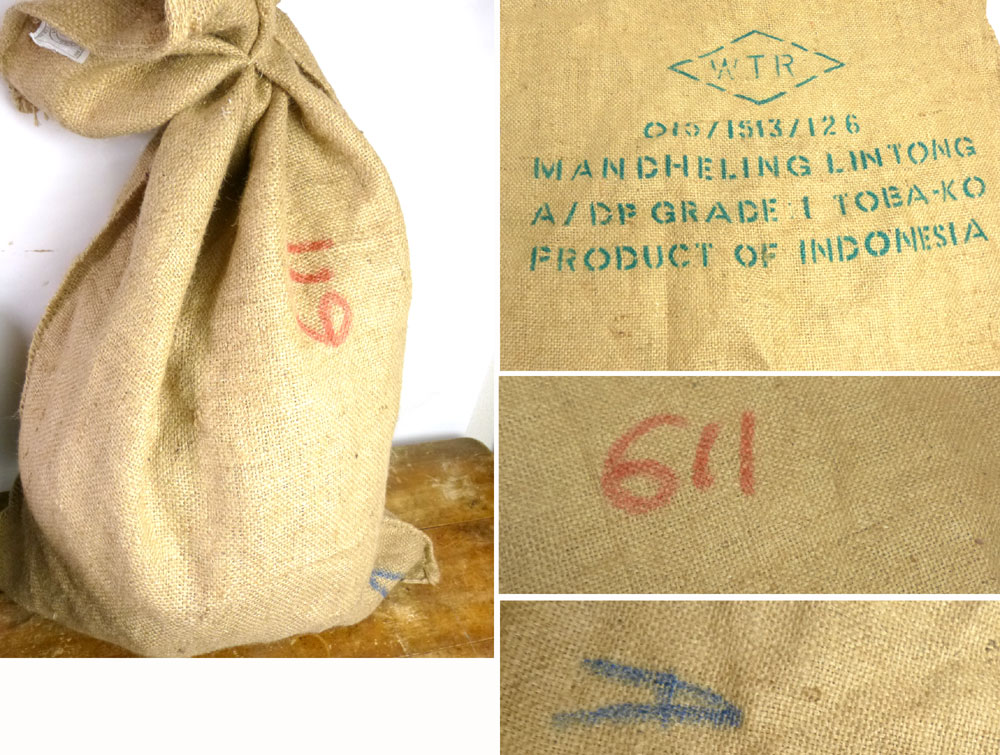 611
WTR
015/1513/126
MANDHELING LINTONG
A/DP GRADE 1 TOBA-KO
PRODUCT OF INDONESIA
611
A